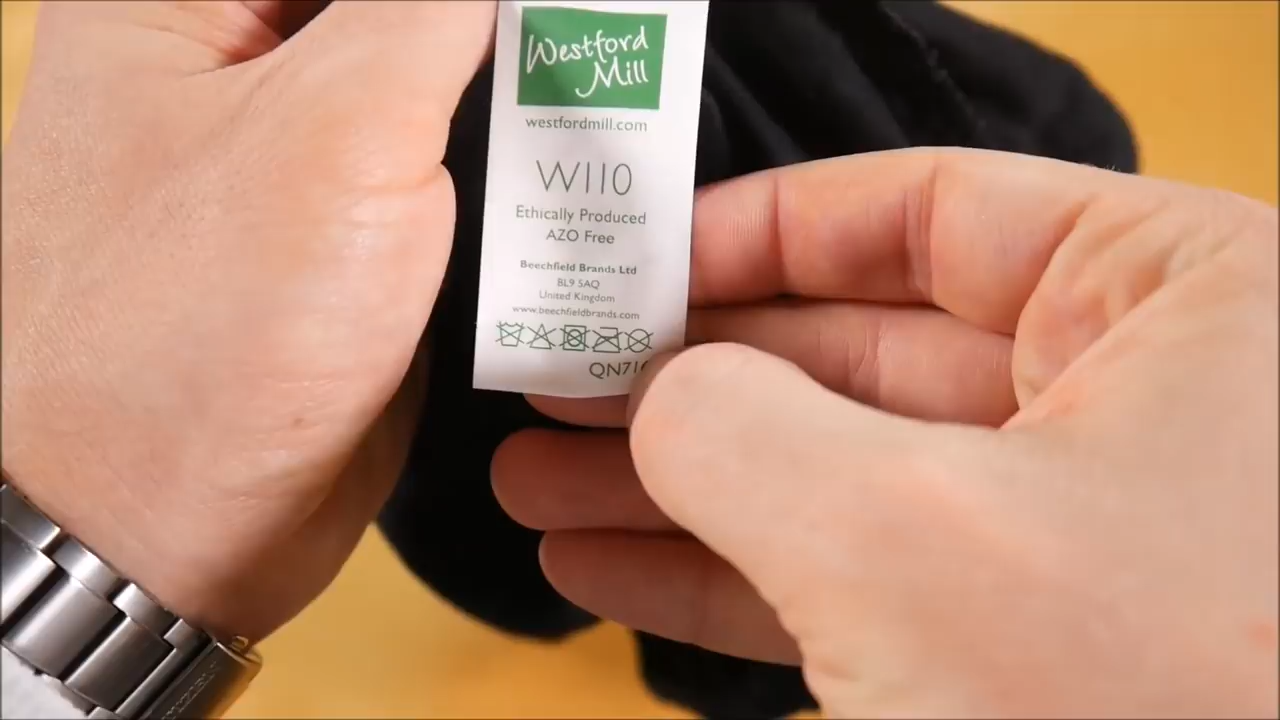 Westford
Mill
westfordmill.com
W110
Ethically Produced
AZO Free
Beechfield Brands Ltd
BL9 5AQ
United Kingdom
www.beechfieldbrands.com